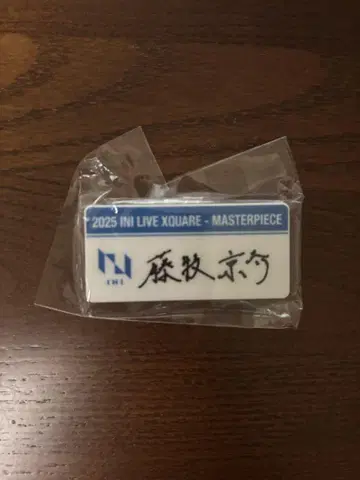 2025 INI LIVE XQUARE - MASTERPIECE
INI
藤牧 京介